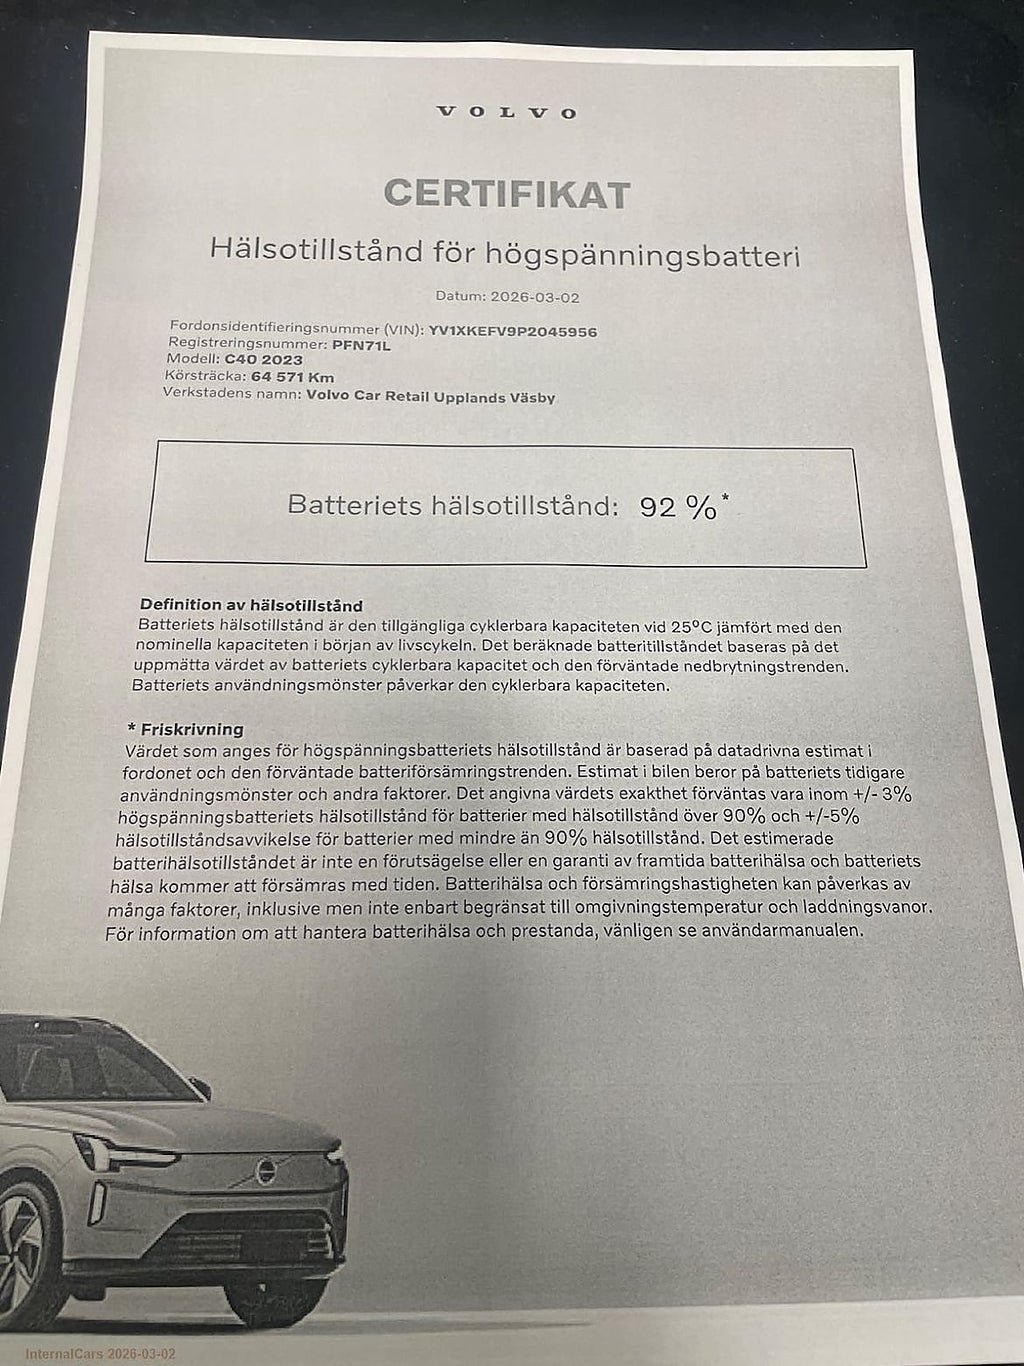 VOLVO
CERTIFIKAT
Hälsotillstånd för högspänningsbatteri
Datum: 2026-03-02
Fordonsidentifieringsnummer (VIN): YV1XKEFV9P2045956
Registreringsnummer: PFN71L
Modell: C40 2023
Körsträcka: 64 571 Km
Verkstadens namn: Volvo Car Retail Upplands Väsby
Batteriets hälsotillstånd: 92 %*
Definition av hälsotillstånd
Batteriets hälsotillstånd är den tillgängliga cyklerbara kapaciteten vid 25°C jämfört med den
nominella kapaciteten i början av livscykeln. Det beräknade batteritillståndet baseras på det
uppmätta värdet av batteriets cyklerbara kapacitet och den förväntade nedbrytningstrenden.
Batteriets användningsmönster påverkar den cyklerbara kapaciteten.
* Friskrivning
Värdet som anges för högspänningsbatteriets hälsotillstånd är baserad på datadrivna estimat i
fordonet och den förväntade batteriförsämringstrenden. Estimat i bilen beror på batteriets tidigare
användningsmönster och andra faktorer. Det angivna värdets exakthet förväntas vara inom +/- 3%
högspänningsbatteriets hälsotillstånd för batterier med hälsotillstånd över 90% och +/-5%
hälsotillståndsavvikelse för batterier med mindre än 90% hälsotillstånd. Det estimerade
batterihälsotillståndet är inte en förutsägelse eller en garanti av framtida batterihälsa och batteriets
hälsa kommer att försämras med tiden. Batterihälsa och försämringshastigheten kan påverkas av
många faktorer, inklusive men inte enbart begränsat till omgivningstemperatur och laddningsvanor.
För information om att hantera batterihälsa och prestanda, vänligen se användarmanualen.
InternalCars 2026-03-02